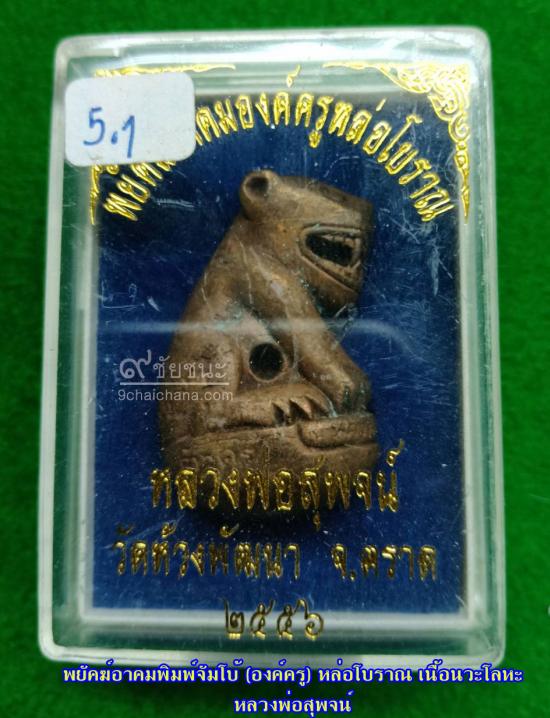 5.1
พยัคฆ์อาคมองค์ครูหล่อโบราณ
๙ชัยชนะ
9chaichana.com
หลวงพ่อสุพจน์
วัดห้วงพัฒนา จ.ตราด
๒๕๕๖
พยัคฆ์อาคมพิมพ์จัมโบ้ (องค์ครู) หล่อโบราณ เนื้อนวะโลหะ
หลวงพ่อสุพจน์